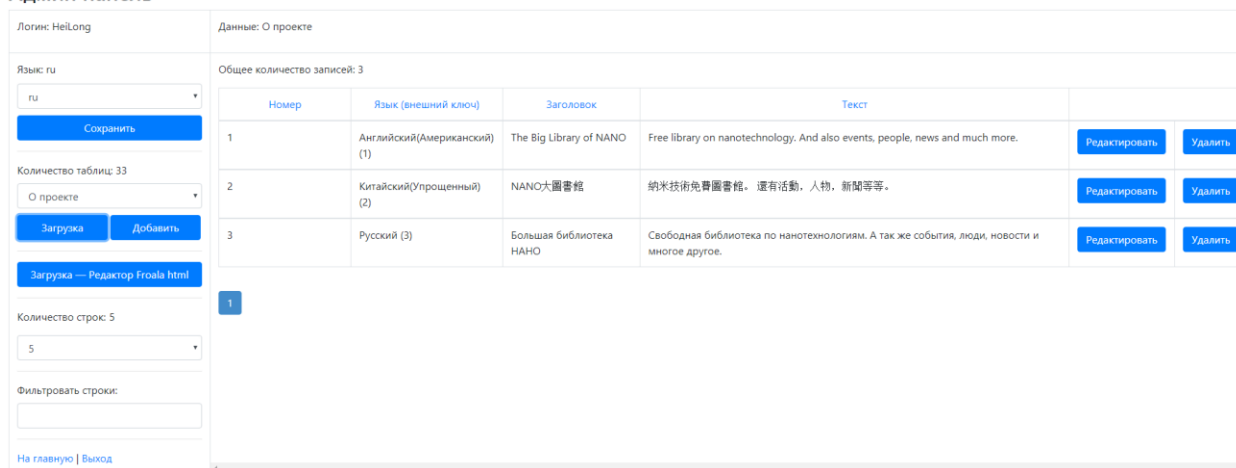 Логин: HeiLong
Данные: О проекте
Язык: ru
ru
Сохранить
Количество таблиц: 33
О проекте
Загрузка
Добавить
Загрузка — Редактор Froala html
Количество строк: 5
5
Фильтровать строки:
На главную | Выход
Общее количество записей: 3
Номер
Язык (внешний ключ)
Заголовок
Текст
1
Английский(Американский)
(1)
The Big Library of NANO
Free library on nanotechnology. And also events, people, news and much more.
Редактировать
Удалить
2
Китайский(Упрощенный)
(2)
NANO大圖書館
納米技術免費圖書館。 還有活動，人物，新聞等等。
Редактировать
Удалить
3
Русский (3)
Большая библиотека
НАНО
Свободная библиотека по нанотехнологиям. А так же события, люди, новости и
многое другое.
Редактировать
Удалить
1